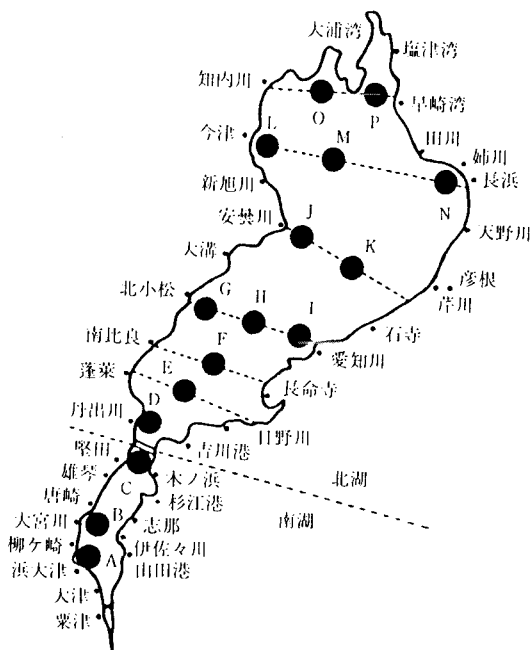 大浦湾
塩津湾
知内川
早崎湾
O
P
今津
L
M
田川
姉川
長浜
新旭川
N
安曇川
J
天野川
大溝
K
北小松
G
H
I
彦根
芹川
石寺
南比良
F
愛知川
蓬莱
E
長命寺
丹出川
D
日野川
吉川港
堅田
C
木ノ浜
北湖
雄琴
杉江港
唐崎
南湖
大宮川
B
志那
柳ケ崎
A
伊佐々川
浜大津
山田港
大津
粟津